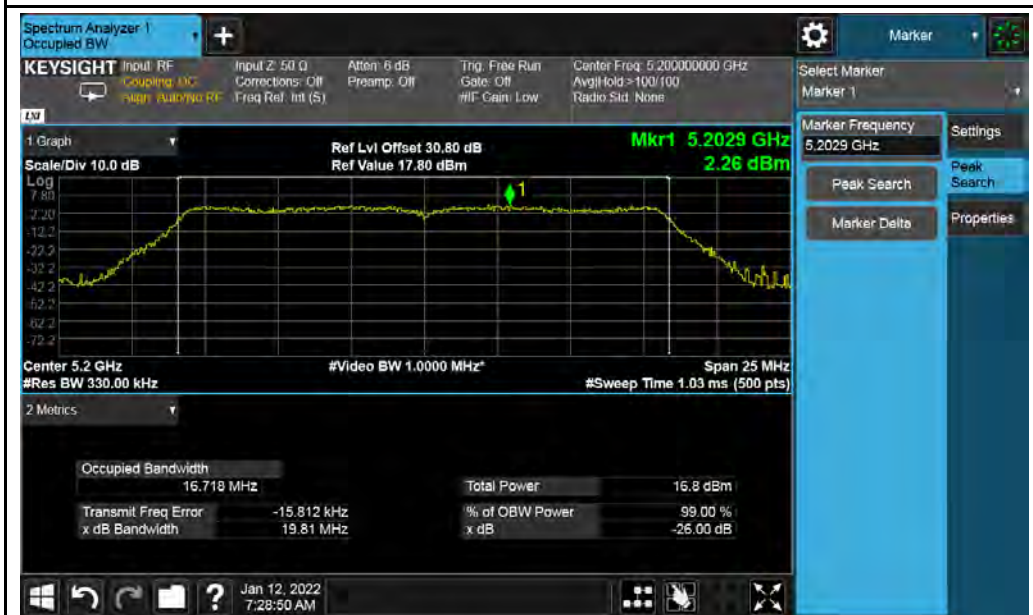 Spectrum Analyzer 1
Occupied BW
+
Marker
KEYSIGHT
Input: RF
Coupling: DC
Align: Auto/No RF
Input Z: 50 Ω
Corrections: Off
Freq Ref: Int (S)
Atten: 6 dB
Preamp: Off
Trig: Free Run
Gate: Off
#IF Gain: Low
Center Freq: 5.200000000 GHz
Avg|Hold:>100/100
Radio Std: None
LXI
Select Marker
Marker 1
Marker Frequency
5.2029 GHz
Peak Search
Marker Delta
Settings
Peak
Search
Properties
1 Graph
Scale/Div 10.0 dB
Ref Lvl Offset 30.80 dB
Ref Value 17.80 dBm
Mkr1 5.2029 GHz
2.26 dBm
Log
7.80
-2.20
-12.2
-22.2
-32.2
-42.2
-52.2
-62.2
-72.2
1
Center 5.2 GHz
#Video BW 1.0000 MHz*
Span 25 MHz
#Res BW 330.00 kHz
#Sweep Time 1.03 ms (500 pts)
2 Metrics
Occupied Bandwidth
16.718 MHz
Total Power 16.8 dBm
Transmit Freq Error -15.812 kHz
% of OBW Power 99.00 %
x dB Bandwidth 19.81 MHz
x dB -26.00 dB
?
Jan 12, 2022
7:28:50 AM